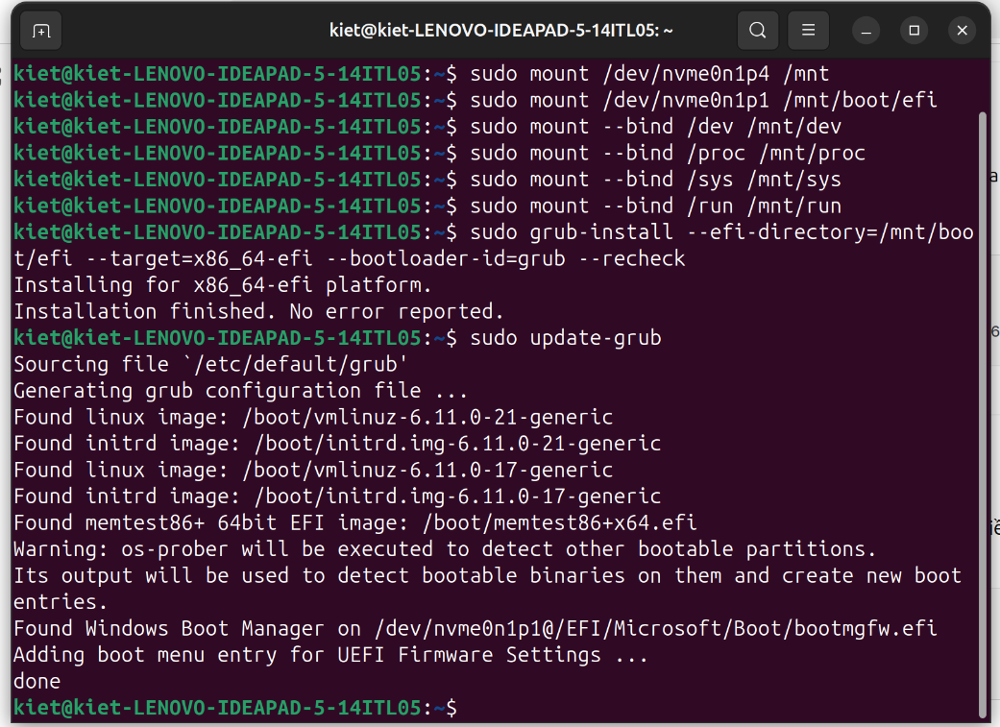 kiet@kiet-LENOVO-IDEAPAD-5-14ITL05: ~
kiet@kiet-LENOVO-IDEAPAD-5-14ITL05:~$ sudo mount /dev/nvme0n1p4 /mnt
kiet@kiet-LENOVO-IDEAPAD-5-14ITL05:~$ sudo mount /dev/nvme0n1p1 /mnt/boot/efi
kiet@kiet-LENOVO-IDEAPAD-5-14ITL05:~$ sudo mount --bind /dev /mnt/dev
kiet@kiet-LENOVO-IDEAPAD-5-14ITL05:~$ sudo mount --bind /proc /mnt/proc
kiet@kiet-LENOVO-IDEAPAD-5-14ITL05:~$ sudo mount --bind /sys /mnt/sys
kiet@kiet-LENOVO-IDEAPAD-5-14ITL05:~$ sudo mount --bind /run /mnt/run
kiet@kiet-LENOVO-IDEAPAD-5-14ITL05:~$ sudo grub-install --efi-directory=/mnt/boo
t/efi --target=x86_64-efi --bootloader-id=grub --recheck
Installing for x86_64-efi platform.
Installation finished. No error reported.
kiet@kiet-LENOVO-IDEAPAD-5-14ITL05:~$ sudo update-grub
Sourcing file `/etc/default/grub'
Generating grub configuration file ...
Found linux image: /boot/vmlinuz-6.11.0-21-generic
Found initrd image: /boot/initrd.img-6.11.0-21-generic
Found linux image: /boot/vmlinuz-6.11.0-17-generic
Found initrd image: /boot/initrd.img-6.11.0-17-generic
Found memtest86+ 64bit EFI image: /boot/memtest86+x64.efi
Warning: os-prober will be executed to detect other bootable partitions.
Its output will be used to detect bootable binaries on them and create new boot
entries.
Found Windows Boot Manager on /dev/nvme0n1p1@/EFI/Microsoft/Boot/bootmgfw.efi
Adding boot menu entry for UEFI Firmware Settings ...
done
kiet@kiet-LENOVO-IDEAPAD-5-14ITL05:~$